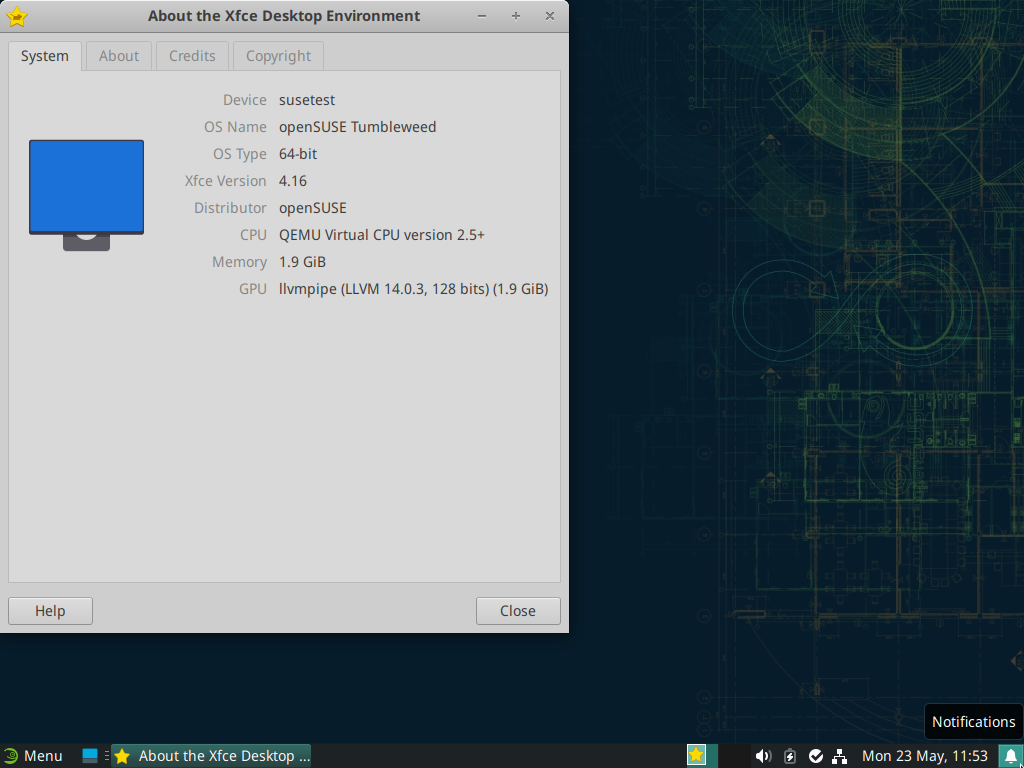 About the Xfce Desktop Environment
System About Credits Copyright
Device susetest
OS Name openSUSE Tumbleweed
OS Type 64-bit
Xfce Version 4.16
Distributor openSUSE
CPU QEMU Virtual CPU version 2.5+
Memory 1.9 GiB
GPU llvmpipe (LLVM 14.0.3, 128 bits) (1.9 GiB)
Help Close
Notifications
Menu About the Xfce Desktop ... Mon 23 May, 11:53